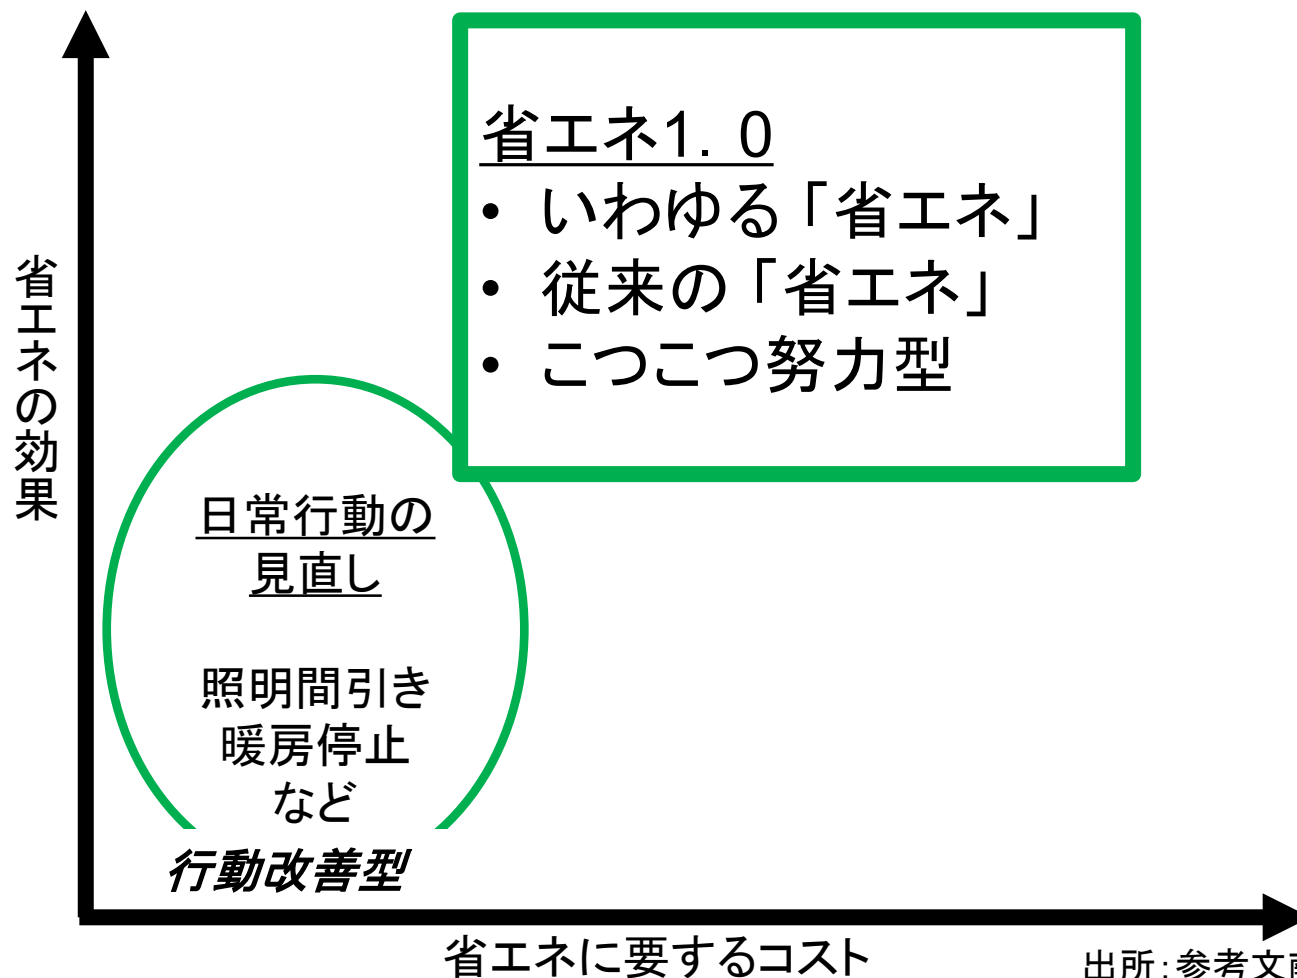 省エネ1．0
• いわゆる「省エネ」
• 従来の「省エネ」
• こつこつ努力型
省エネの効果
日常行動の
見直し
照明間引き
暖房停止
など
行動改善型
省エネに要するコスト
出所：参考文献